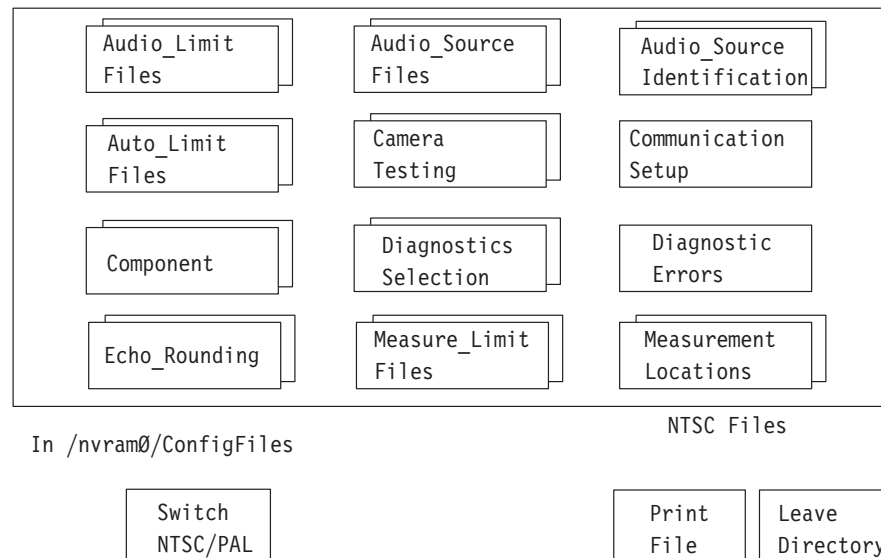 Audio_Limit
Files
Audio_Source
Files
Audio_Source
Identification
Auto_Limit
Files
Camera
Testing
Communication
Setup
Component
Diagnostics
Selection
Diagnostic
Errors
Echo_Rounding
Measure_Limit
Files
Measurement
Locations
In /nvramØ/ConfigFiles
NTSC Files
Switch
NTSC/PAL
Print
File
Leave
Directory